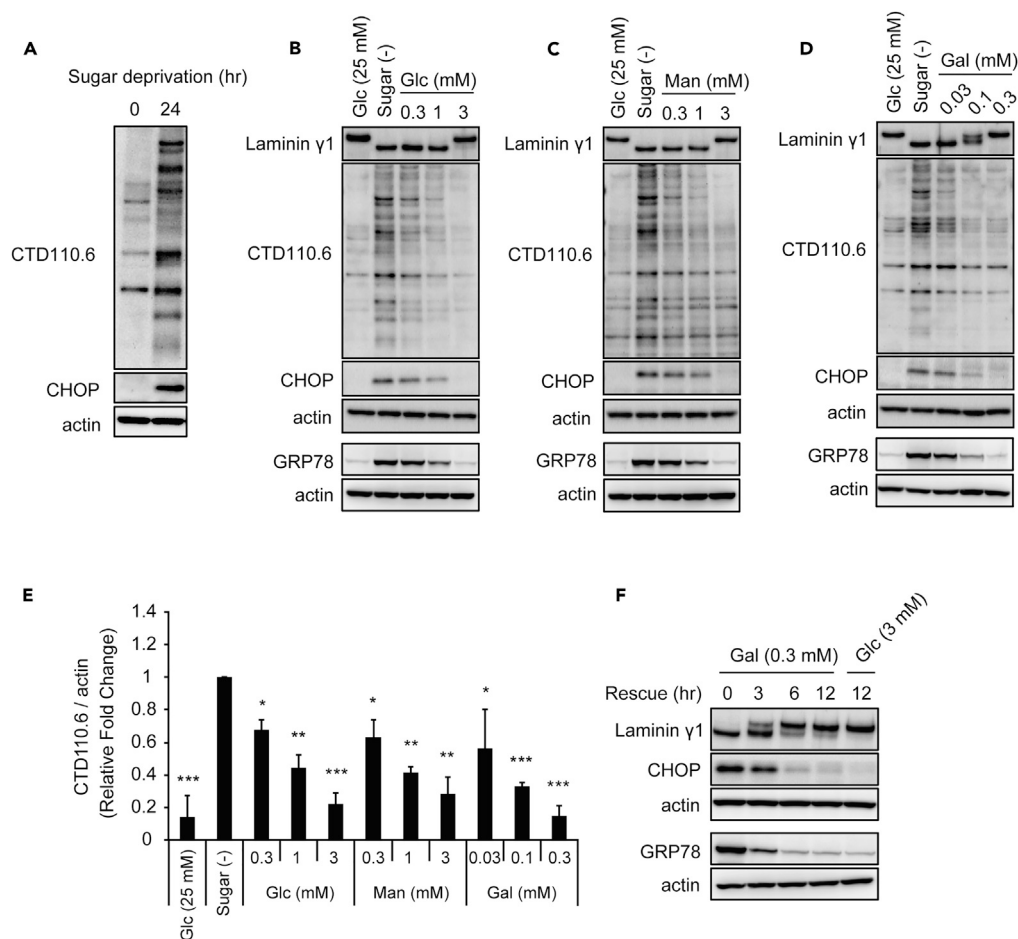 A
Sugar deprivation (hr)
0 24
CTD110.6
CHOP
actin
B
Glc (25 mM)
Sugar (-)
Glc (mM)
0.3 1 3
Laminin γ1
CTD110.6
CHOP
actin
GRP78
actin
C
Glc (25 mM)
Sugar (-)
Man (mM)
0.3 1 3
Laminin γ1
CTD110.6
CHOP
actin
GRP78
actin
D
Glc (25 mM)
Sugar (-)
Gal (mM)
0.03 0.1 0.3
Laminin γ1
CTD110.6
CHOP
actin
GRP78
actin
E
CTD110.6 / actin
(Relative Fold Change)
1.4
1.2
1
0.8
0.6
0.4
0.2
0
*** * ** *** * ** ** * *** ***
Glc (25 mM)
Sugar (-)
0.3 1 3 0.3 1 3 0.03 0.1 0.3
Glc (mM) Man (mM) Gal (mM)
F
Gal (0.3 mM) Glc (3 mM)
Rescue (hr) 0 3 6 12 12
Laminin γ1
CHOP
actin
GRP78
actin